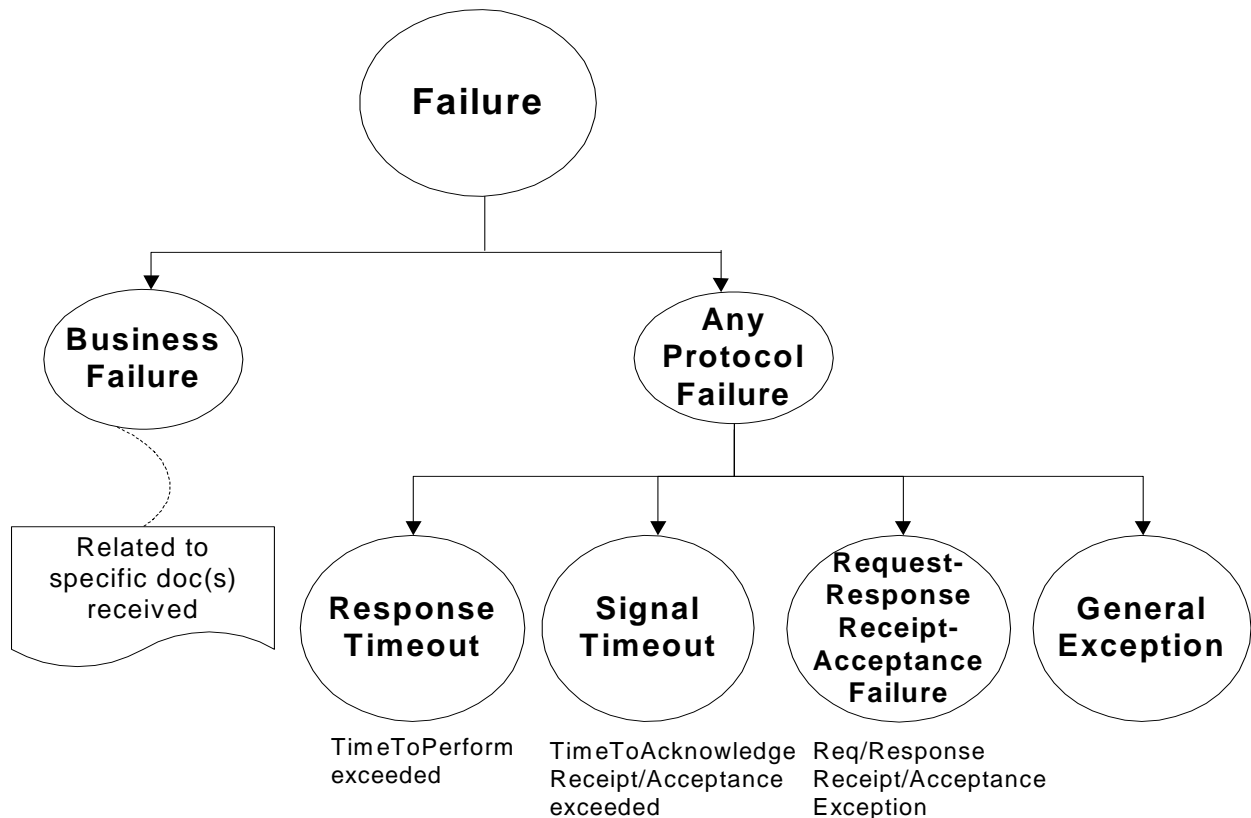 Failure
Business
Failure
Any
Protocol
Failure
Related to
specific doc(s)
received
Response
Timeout
Signal
Timeout
Request-
Response
Receipt-
Acceptance
Failure
General
Exception
TimeToPerform
exceeded
TimeToAcknowledge
Receipt/Acceptance
exceeded
Req/Response
Receipt/Acceptance
Exception